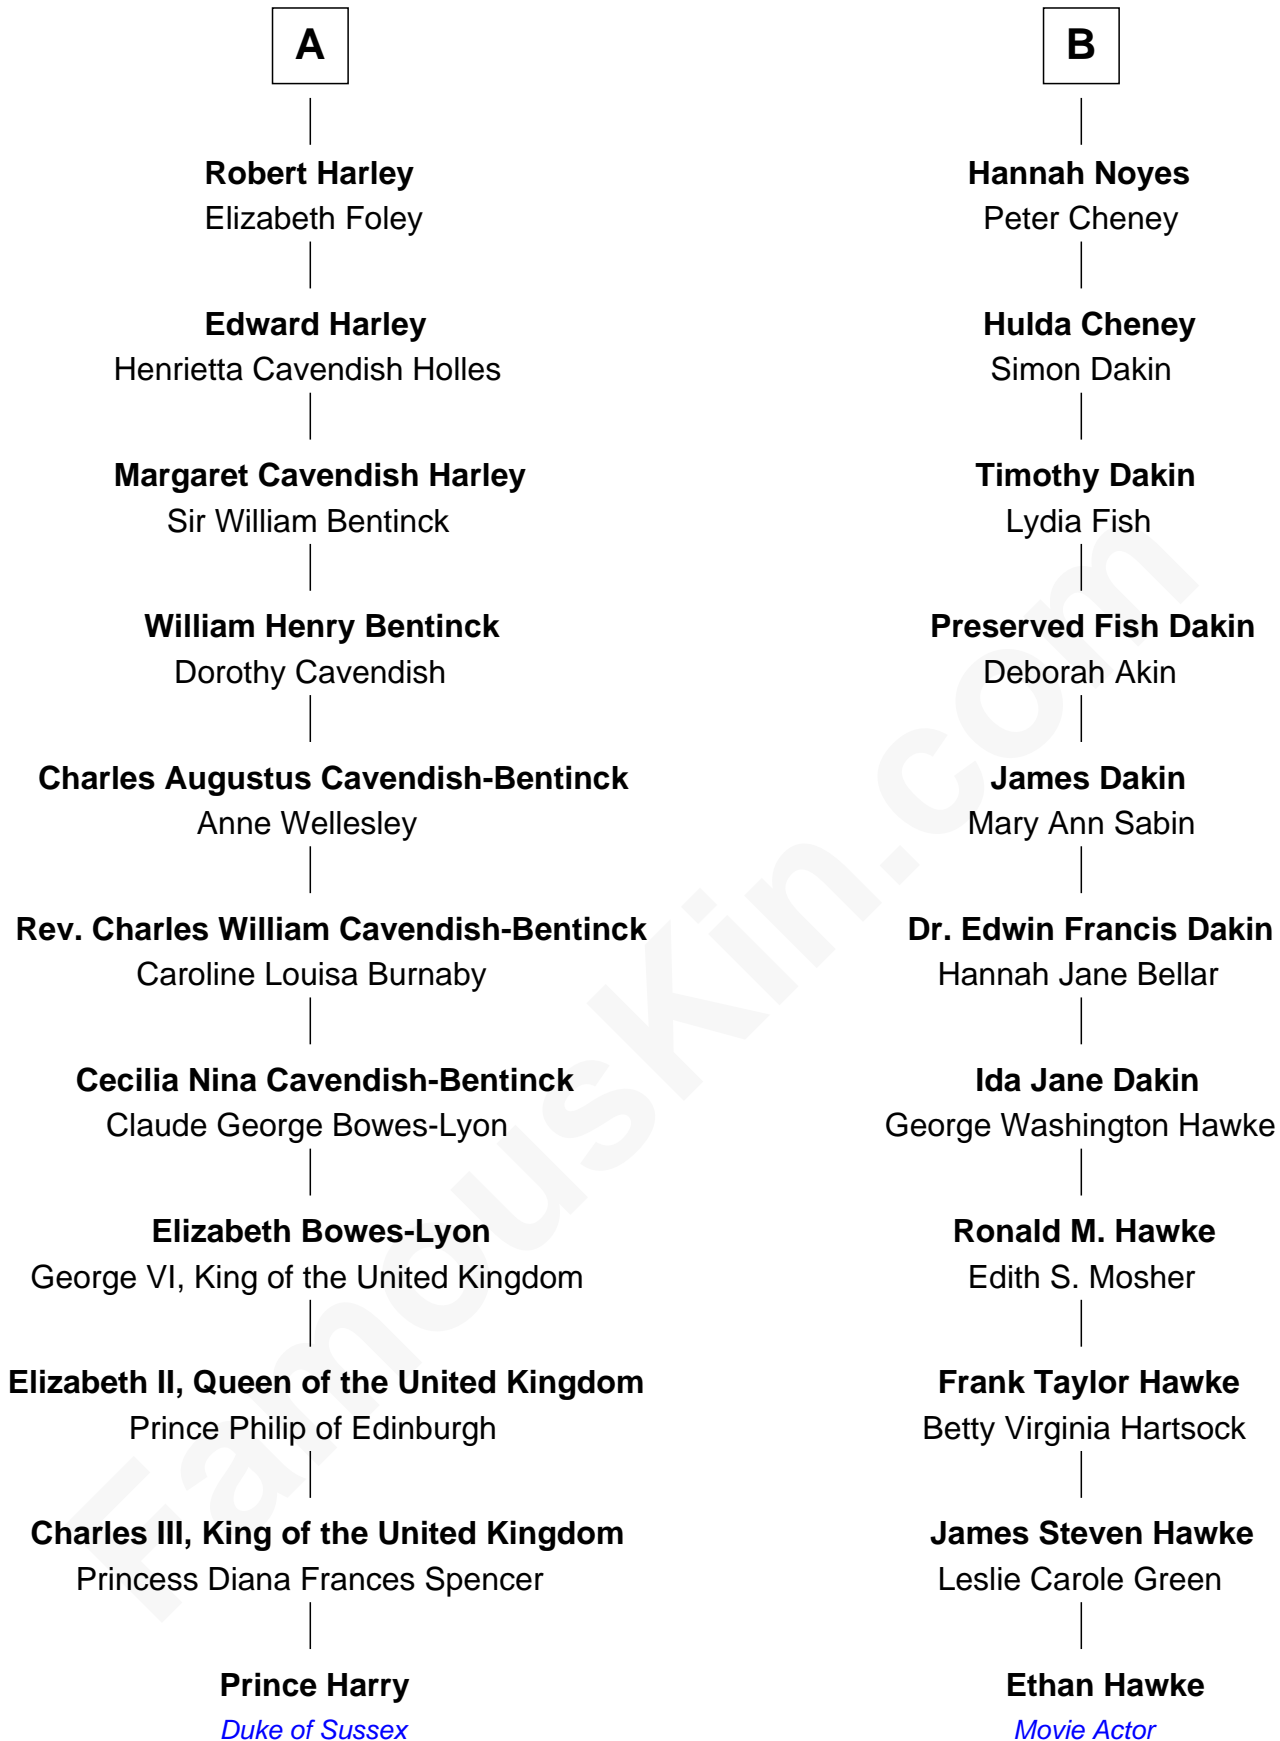 A
Robert Harley
Elizabeth Foley
Edward Harley
Henrietta Cavendish Holles
Margaret Cavendish Harley
Sir William Bentinck
William Henry Bentinck
Dorothy Cavendish
Charles Augustus Cavendish-Bentinck
Anne Wellesley
Rev. Charles William Cavendish-Bentinck
Caroline Louisa Burnaby
Cecilia Nina Cavendish-Bentinck
Claude George Bowes-Lyon
Elizabeth Bowes-Lyon
George VI, King of the United Kingdom
Elizabeth II, Queen of the United Kingdom
Prince Philip of Edinburgh
Charles III, King of the United Kingdom
Princess Diana Frances Spencer
Prince Harry
Duke of Sussex
B
Hannah Noyes
Peter Cheney
Hulda Cheney
Simon Dakin
Timothy Dakin
Lydia Fish
Preserved Fish Dakin
Deborah Akin
James Dakin
Mary Ann Sabin
Dr. Edwin Francis Dakin
Hannah Jane Bellar
Ida Jane Dakin
George Washington Hawke
Ronald M. Hawke
Edith S. Mosher
Frank Taylor Hawke
Betty Virginia Hartsock
James Steven Hawke
Leslie Carole Green
Ethan Hawke
Movie Actor
FamousKin.com